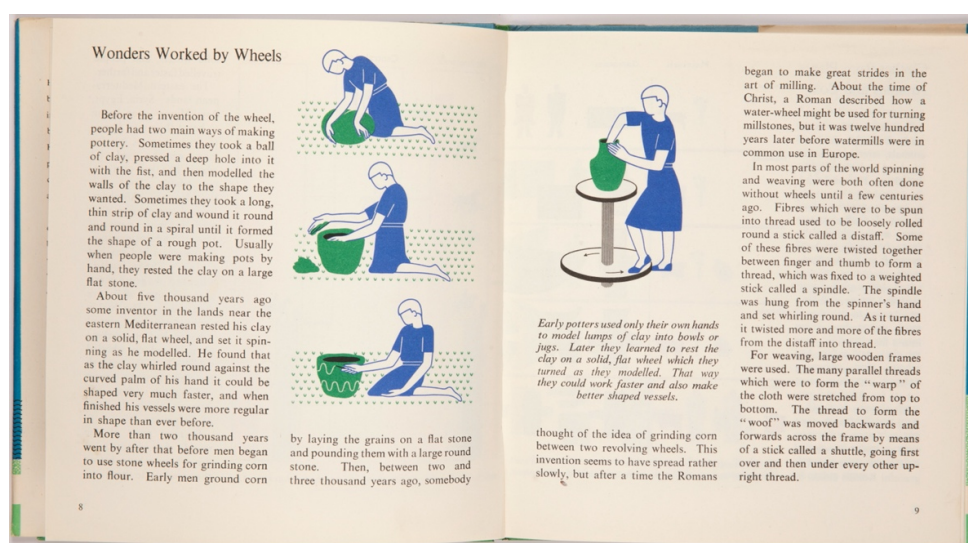 Wonders Worked by Wheels
Before the invention of the wheel,
people had two main ways of making
pottery. Sometimes they took a ball
of clay, pressed a deep hole into it
with the fist, and then modelled the
walls of the clay to the shape they
wanted. Sometimes they took a long,
thin strip of clay and wound it round
and round in a spiral until it formed
the shape of a rough pot. Usually
when people were making pots by
hand, they rested the clay on a large
flat stone.
About five thousand years ago
some inventor in the lands near the
eastern Mediterranean rested his clay
on a solid, flat wheel, and set it spin-
ning as he modelled. He found that
as the clay whirled round against the
curved palm of his hand it could be
shaped very much faster, and when
finished his vessels were more regular
in shape than ever before.
More than two thousand years
went by after that before men began
to use stone wheels for grinding corn
into flour. Early men ground corn
8
by laying the grains on a flat stone
and pounding them with a large round
stone. Then, between two and
three thousand years ago, somebody
Early potters used only their own hands
to model lumps of clay into bowls or
jugs. Later they learned to rest the
clay on a solid, flat wheel which they
turned as they modelled. That way
they could work faster and also make
better shaped vessels.
thought of the idea of grinding corn
between two revolving wheels. This
invention seems to have spread rather
slowly, but after a time the Romans
began to make great strides in the
art of milling. About the time of
Christ, a Roman described how a
water-wheel might be used for turning
millstones, but it was twelve hundred
years later before watermills were in
common use in Europe.
In most parts of the world spinning
and weaving were both often done
without wheels until a few centuries
ago. Fibres which were to be spun
into thread used to be loosely rolled
round a stick called a distaff. Some
of these fibres were twisted together
between finger and thumb to form a
thread, which was fixed to a weighted
stick called a spindle. The spindle
was hung from the spinner's hand
and set whirling round. As it turned
it twisted more and more of the fibres
from the distaff into thread.
For weaving, large wooden frames
were used. The many parallel threads
which were to form the "warp" of
the cloth were stretched from top to
bottom. The thread to form the
"woof" was moved backwards and
forwards across the frame by means
of a stick called a shuttle, going first
over and then under every other up-
right thread.
9